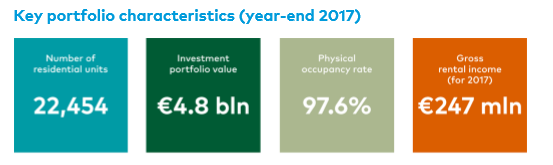 Key portfolio characteristics (year-end 2017)
Number of
residential units
22,454
Investment
portfolio value
€4.8 bln
Physical
occupancy rate
97.6%
Gross
rental income
(for 2017)
€247 mln